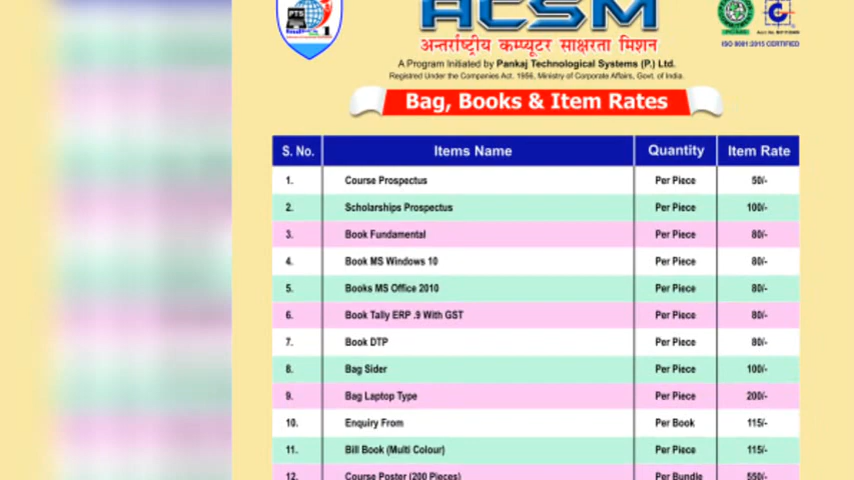 PTS
1
ACSM
ISO 9001:2015 CERTIFIED
अन्तर्राष्ट्रीय कम्प्यूटर साक्षरता मिशन
A Program Initiated by Pankaj Technological Systems (P.) Ltd.
Registered Under the Companies Act. 1956, Ministry of Corporate Affairs, Govt. of India.
Bag, Books & Item Rates
S. No. Items Name Quantity Item Rate
1. Course Prospectus Per Piece 50/-
2. Scholarships Prospectus Per Piece 100/-
3. Book Fundamental Per Piece 80/-
4. Book MS Windows 10 Per Piece 80/-
5. Books MS Office 2010 Per Piece 80/-
6. Book Tally ERP .9 With GST Per Piece 80/-
7. Book DTP Per Piece 80/-
8. Bag Sider Per Piece 100/-
9. Bag Laptop Type Per Piece 200/-
10. Enquiry From Per Book 115/-
11. Bill Book (Multi Colour) Per Piece 115/-
12. Course Poster (200 Pieces) Per Bundle 550/-